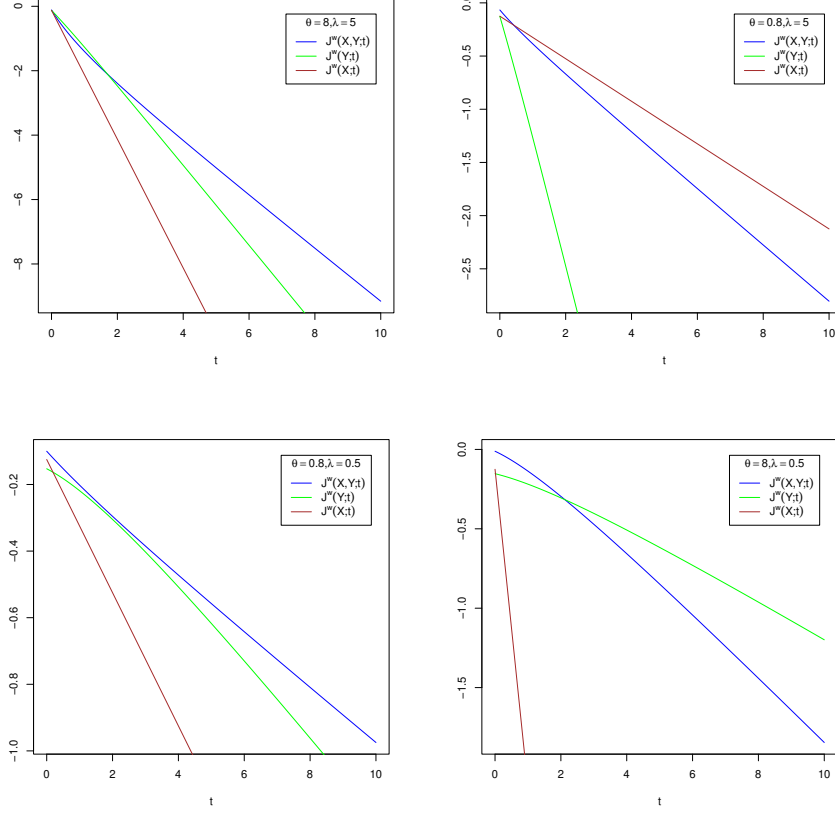 θ = 8, λ = 5
J^w(X,Y;t)
J^w(Y;t)
J^w(X;t)
0
-2
-4
-6
-8
0 2 4 6 8 10
t
θ = 0.8, λ = 5
J^w(X,Y;t)
J^w(Y;t)
J^w(X;t)
0.0
-0.5
-1.0
-1.5
-2.0
-2.5
0 2 4 6 8 10
t
θ = 0.8, λ = 0.5
J^w(X,Y;t)
J^w(Y;t)
J^w(X;t)
-0.2
-0.4
-0.6
-0.8
-1.0
0 2 4 6 8 10
t
θ = 8, λ = 0.5
J^w(X,Y;t)
J^w(Y;t)
J^w(X;t)
0.0
-0.5
-1.0
-1.5
0 2 4 6 8 10
t